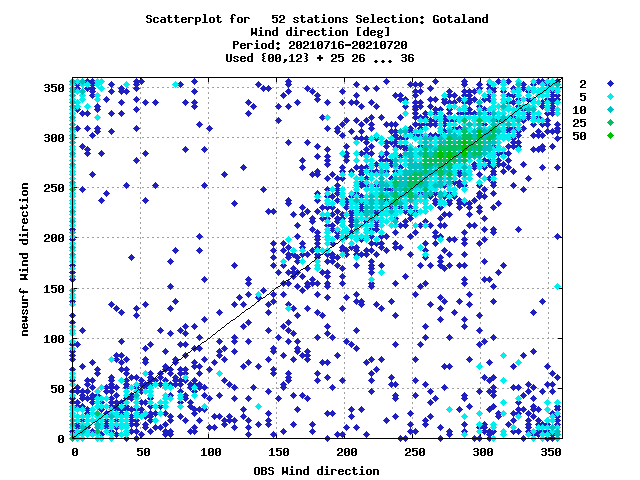 Scatterplot for   52 stations Selection: Gotaland
Wind direction [deg]
Period: 20210716-20210720
Used {00,12} + 25 26 ... 36
2
5
10
25
50
newsurf Wind direction
350
300
250
200
150
100
50
0
0 50 100 150 200 250 300 350
OBS Wind direction